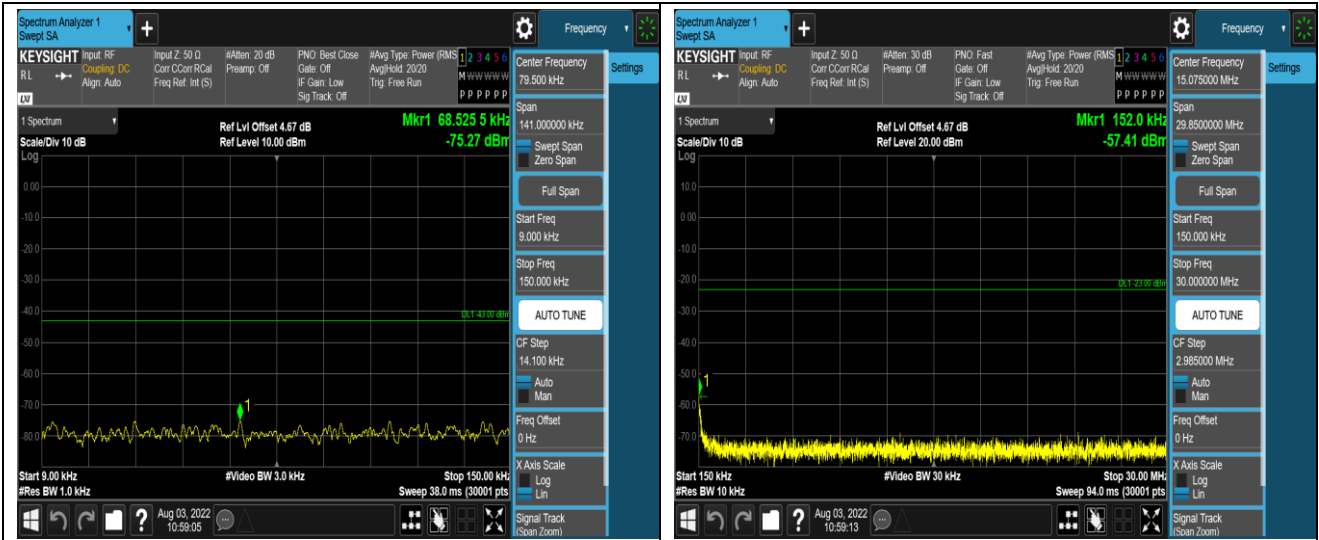 Spectrum Analyzer 1
Swept SA
+
Frequency
KEYSIGHT
RL
LXI
Input: RF
Coupling: DC
Align: Auto
Input Z: 50 Ω
Corr CCorr RCal
Freq Ref: Int (S)
#Atten: 20 dB
Preamp: Off
PNO: Best Close
Gate: Off
IF Gain: Low
Sig Track: Off
#Avg Type: Power (RMS
Avg|Hold: 20/20
Trig: Free Run
1 2 3 4 5 6
M W W W W W
P P P P P P
Center Frequency
79.500 kHz
Settings
Span
141.000000 kHz
Swept Span
Zero Span
Full Span
Start Freq
9.000 kHz
Stop Freq
150.000 kHz
AUTO TUNE
CF Step
14.100 kHz
Auto
Man
Freq Offset
0 Hz
X Axis Scale
Log
Lin
Signal Track
(Span Zoom)
1 Spectrum
Scale/Div 10 dB
Log
Ref Lvl Offset 4.67 dB
Ref Level 10.00 dBm
Mkr1 68.525 5 kHz
-75.27 dBm
0.00
-10.0
-20.0
-30.0
-40.0
DL1 -43.00 dBm
-50.0
-60.0
-70.0
1
-80.0
Start 9.00 kHz
#Res BW 1.0 kHz
#Video BW 3.0 kHz
Stop 150.00 kHz
Sweep 38.0 ms (30001 pts
?
Aug 03, 2022
10:59:05
Spectrum Analyzer 1
Swept SA
+
Frequency
KEYSIGHT
RL
LXI
Input: RF
Coupling: DC
Align: Auto
Input Z: 50 Ω
Corr CCorr RCal
Freq Ref: Int (S)
#Atten: 30 dB
Preamp: Off
PNO: Fast
Gate: Off
IF Gain: Low
Sig Track: Off
#Avg Type: Power (RMS
Avg|Hold: 20/20
Trig: Free Run
1 2 3 4 5 6
M W W W W W
P P P P P P
Center Frequency
15.075000 MHz
Settings
Span
29.8500000 MHz
Swept Span
Zero Span
Full Span
Start Freq
150.000 kHz
Stop Freq
30.000000 MHz
AUTO TUNE
CF Step
2.985000 MHz
Auto
Man
Freq Offset
0 Hz
X Axis Scale
Log
Lin
Signal Track
(Span Zoom)
1 Spectrum
Scale/Div 10 dB
Log
Ref Lvl Offset 4.67 dB
Ref Level 20.00 dBm
Mkr1 152.0 kHz
-57.41 dBm
10.0
0.00
-10.0
-20.0
DL1 -23.00 dBm
-30.0
-40.0
-50.0
1
-60.0
-70.0
Start 150 kHz
#Res BW 10 kHz
#Video BW 30 kHz
Stop 30.00 MHz
Sweep 94.0 ms (30001 pts
?
Aug 03, 2022
10:59:13